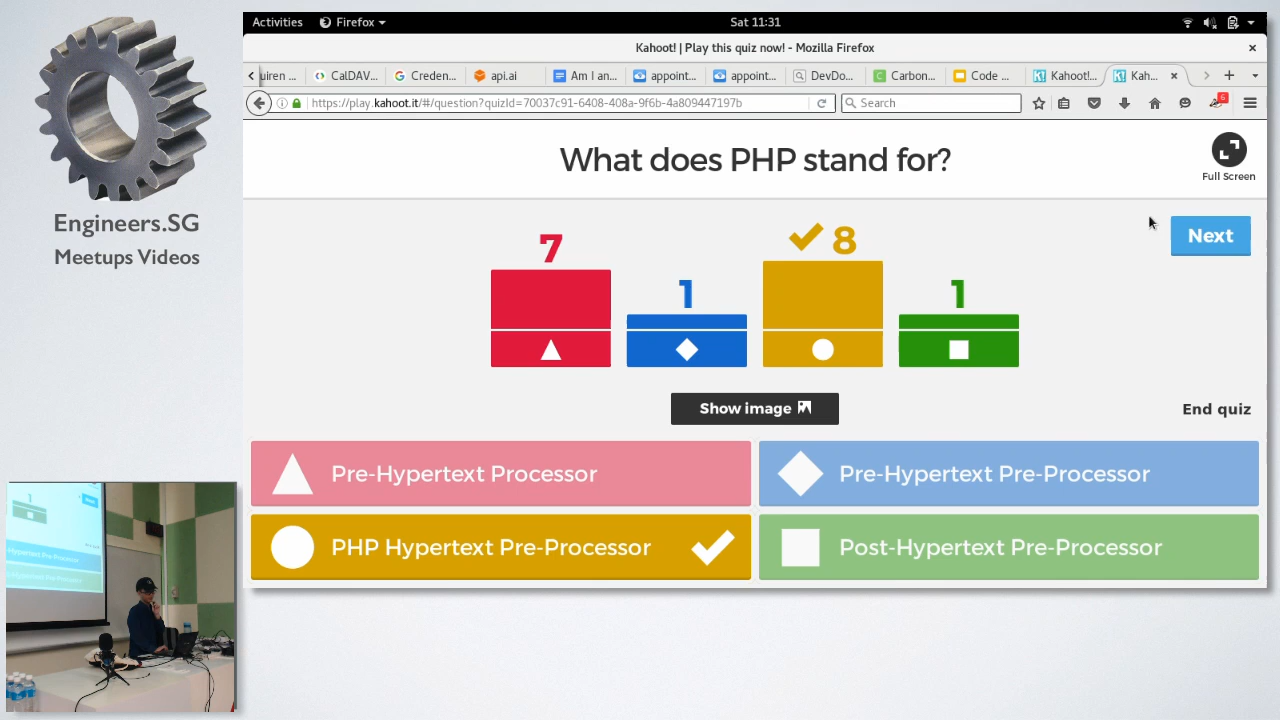 Activities Firefox Sat 11:31
Kahoot! | Play this quiz now! - Mozilla Firefox
uiren ... CalDAV... Creden... api.ai Am I an... appoint... appoint... DevDo... Carbon... Code ... Kahoot!... Kah...
https://play.kahoot.it/#/question?quizId=70037c91-6408-408a-9f6b-4a809447197b Search 6
What does PHP stand for?
Full Screen
Engineers.SG
Meetups Videos
Next
7
1
8
1
Show image
End quiz
Pre-Hypertext Processor
Pre-Hypertext Pre-Processor
PHP Hypertext Pre-Processor
Post-Hypertext Pre-Processor
1